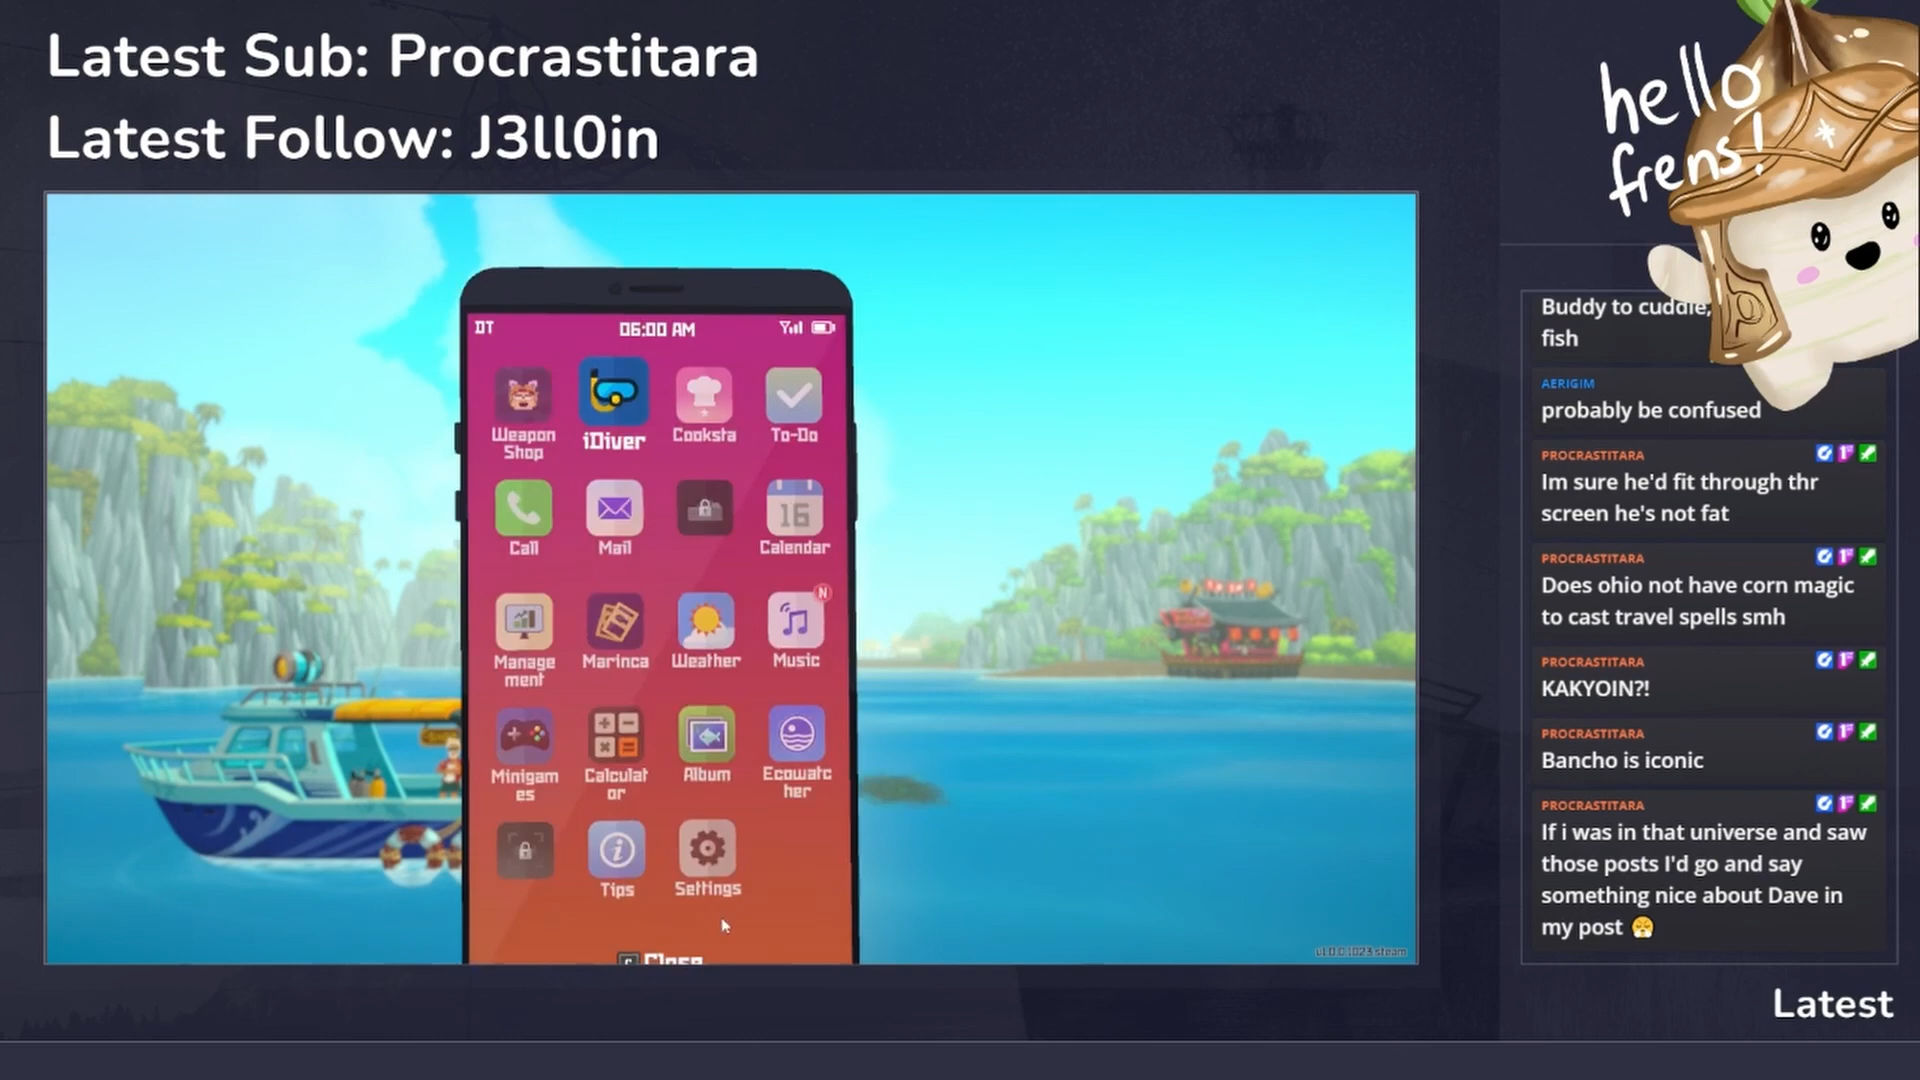 Latest Sub: Procrastitara
Latest Follow: J3ll0in
hello
frens!
DT
06:00 AM
Weapon
Shop
iDiver
Cooksta
To-Do
Call
Mail
16
Calendar
Manage
ment
Marinca
Weather
N
Music
Minigam
es
Calculat
or
Album
Ecowatc
her
Tips
Settings
Close
Buddy to cuddle,
fish
AERIGIM
probably be confused
PROCRASTITARA
Im sure he'd fit through thr
screen he's not fat
PROCRASTITARA
Does ohio not have corn magic
to cast travel spells smh
PROCRASTITARA
KAKYOIN?!
PROCRASTITARA
Bancho is iconic
PROCRASTITARA
If i was in that universe and saw
those posts I'd go and say
something nice about Dave in
my post
Latest